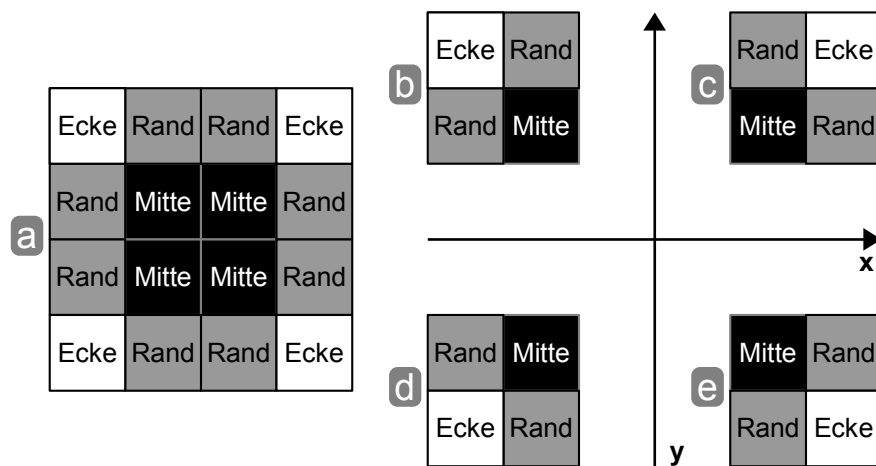 a
Ecke Rand Rand Ecke
Rand Mitte Mitte Rand
Rand Mitte Mitte Rand
Ecke Rand Rand Ecke
b
Ecke Rand
Rand Mitte
c
Rand Ecke
Mitte Rand
x
d
Rand Mitte
Ecke Rand
e
Mitte Rand
Rand Ecke
y